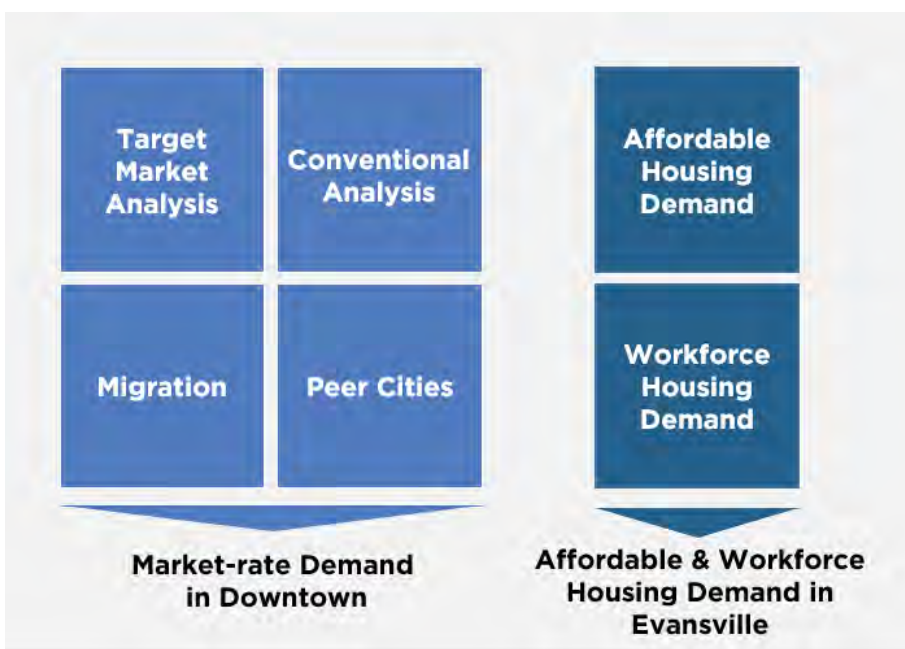 Target
Market
Analysis
Conventional
Analysis
Migration
Peer Cities
Market-rate Demand
in Downtown
Affordable
Housing
Demand
Workforce
Housing
Demand
Affordable & Workforce
Housing Demand in
Evansville